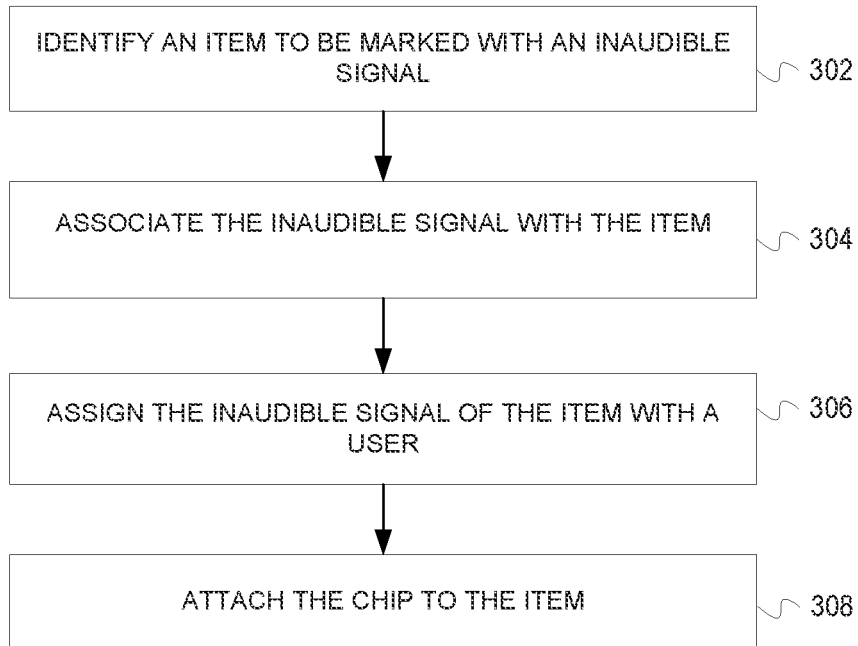 IDENTIFY AN ITEM TO BE MARKED WITH AN INAUDIBLE
SIGNAL
302
ASSOCIATE THE INAUDIBLE SIGNAL WITH THE ITEM
304
ASSIGN THE INAUDIBLE SIGNAL OF THE ITEM WITH A
USER
306
ATTACH THE CHIP TO THE ITEM
308